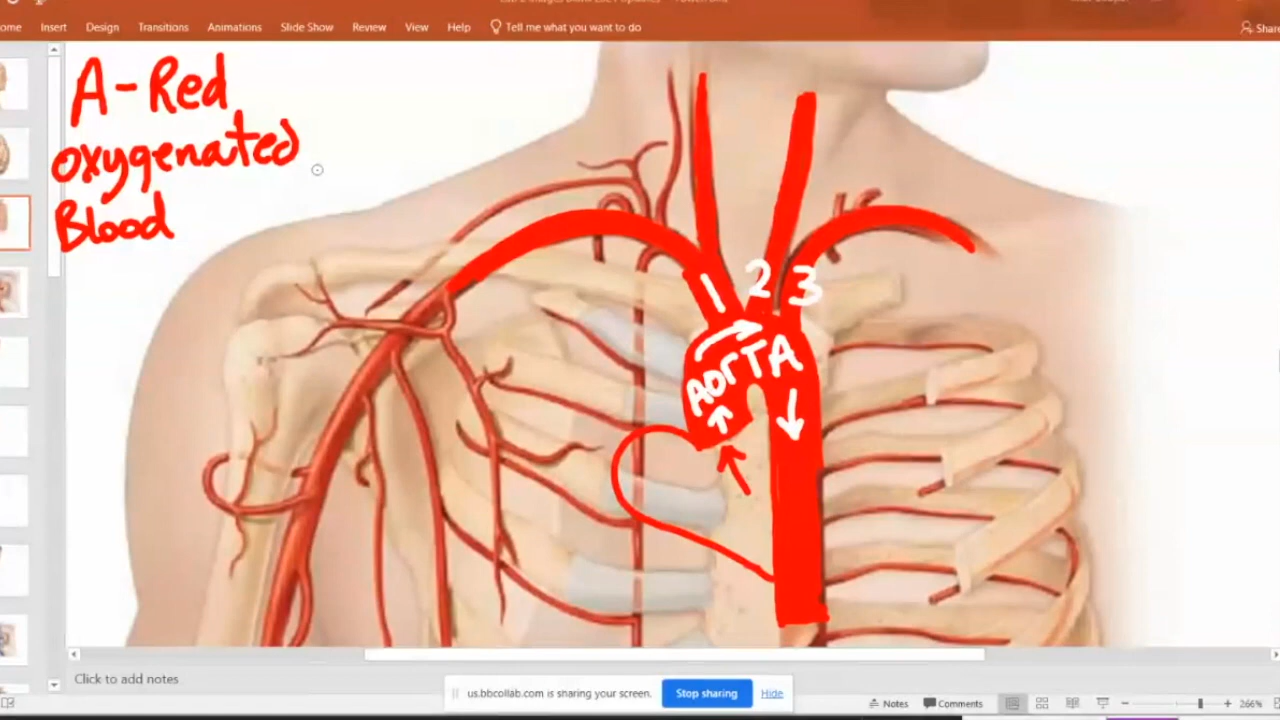 ome Insert Design Transitions Animations Slide Show Review View Help Tell me what you want to do Share
A-Red
oxygenated
Blood
1 2 3
AORTA
Click to add notes
us.bbcollab.com is sharing your screen. Stop sharing Hide
Notes Comments 266%